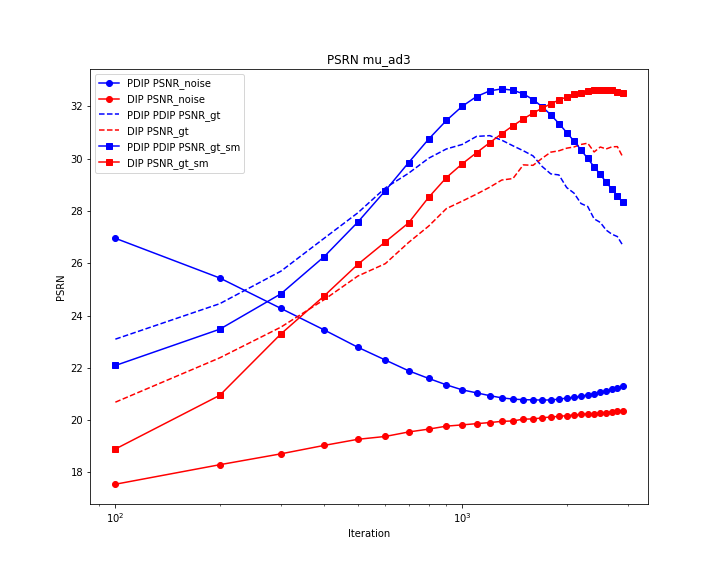 PSRN mu_ad3
PDIP PSNR_noise
DIP PSNR_noise
PDIP PDIP PSNR_gt
DIP PSNR_gt
PDIP PDIP PSNR_gt_sm
DIP PSNR_gt_sm
32
30
28
26
24
22
20
18
PSRN
10² 10³
Iteration